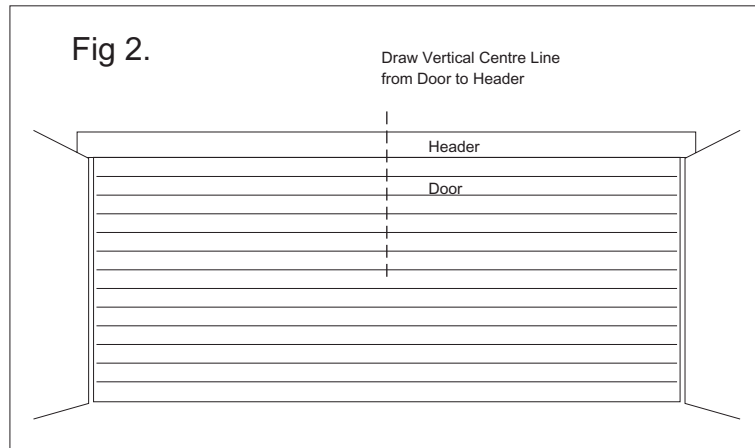 Fig 2.
Draw Vertical Centre Line
from Door to Header
Header
Door